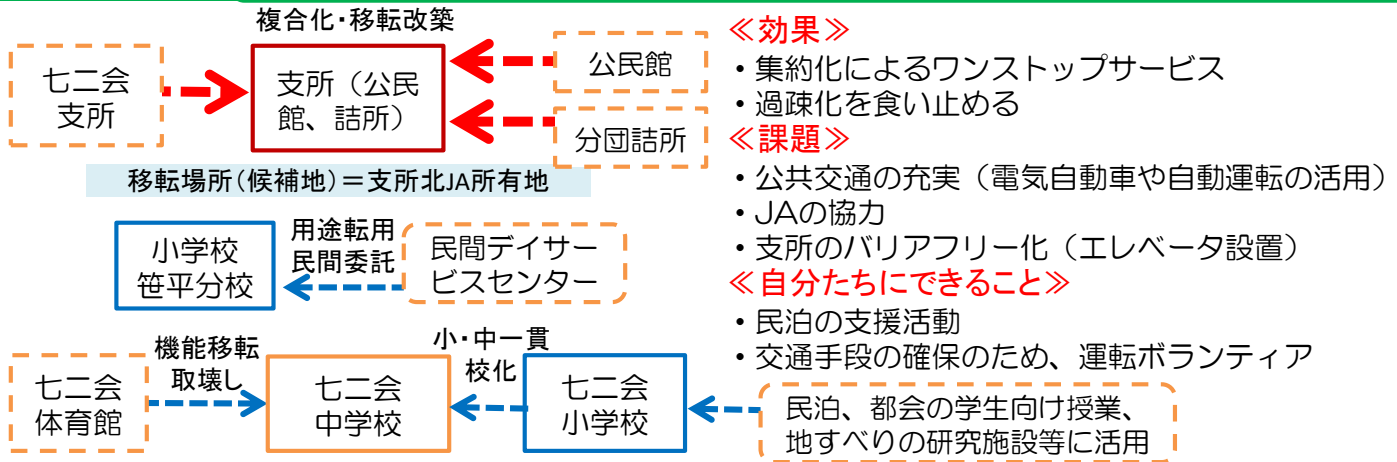 複合化・移転改築
七二会
支所
支所（公民
館、詰所）
公民館
分団詰所
移転場所（候補地）＝支所北JA所有地
小学校
笹平分校
用途転用
民間委託
民間デイサー
ビスセンター
機能移転
取壊し
小・中一貫
校化
七二会
体育館
七二会
中学校
七二会
小学校
民泊、都会の学生向け授業、
地すべりの研究施設等に活用
≪効果≫
・集約化によるワンストップサービス
・過疎化を食い止める
≪課題≫
・公共交通の充実（電気自動車や自動運転の活用）
・JAの協力
・支所のバリアフリー化（エレベータ設置）
≪自分たちにできること≫
・民泊の支援活動
・交通手段の確保のため、運転ボランティア